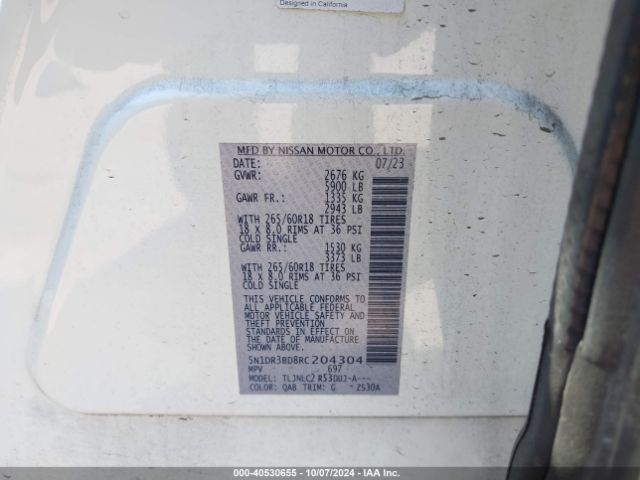 Designed in California
MFD BY NISSAN MOTOR CO., LTD.
DATE: 07/23
GVWR: 2676 KG
5900 LB
GAWR FR.: 1335 KG
2943 LB
WITH 265/60R18 TIRES
18 X 8.0 RIMS AT 36 PSI
COLD SINGLE
GAWR RR.: 1530 KG
3373 LB
WITH 265/60R18 TIRES
18 X 8.0 RIMS AT 36 PSI
COLD SINGLE
THIS VEHICLE CONFORMS TO
ALL APPLICABLE FEDERAL
MOTOR VEHICLE SAFETY AND
THEFT PREVENTION
STANDARDS IN EFFECT ON
THE DATE OF MANUFACTURE
SHOWN ABOVE.
5N1DR3BD8RC204304
MPV 697
MODEL: TLJNLC2 R53DUJ-A---
COLOR: QAB TRIM: G ZS30A
000-40530655 - 10/07/2024 - IAA Inc.